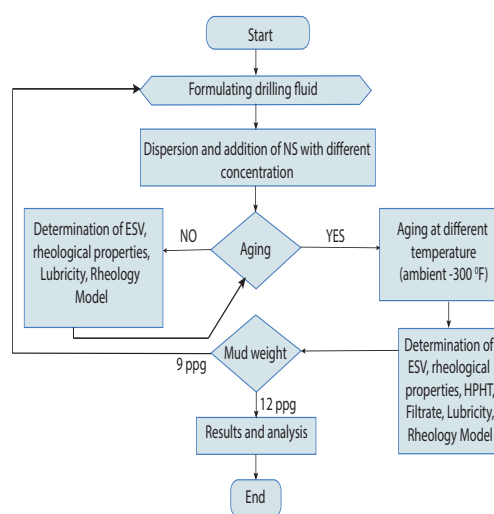 Start
Formulating drilling fluid
Dispersion and addition of NS with different
concentration
Determination of ESV,
rheological properties,
Lubricity, Rheology
Model
NO
Aging
YES
Aging at different
temperature
(ambient -300 ⁰F)
Mud weight
9 ppg
12 ppg
Determination of
ESV, rheological
properties, HPHT,
Filtrate, Lubricity,
Rheology Model
Results and analysis
End